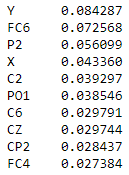 Y 0.084287
FC6 0.072568
P2 0.056099
X 0.043360
C2 0.039297
PO1 0.038546
C6 0.029791
CZ 0.029744
CP2 0.028437
FC4 0.027384